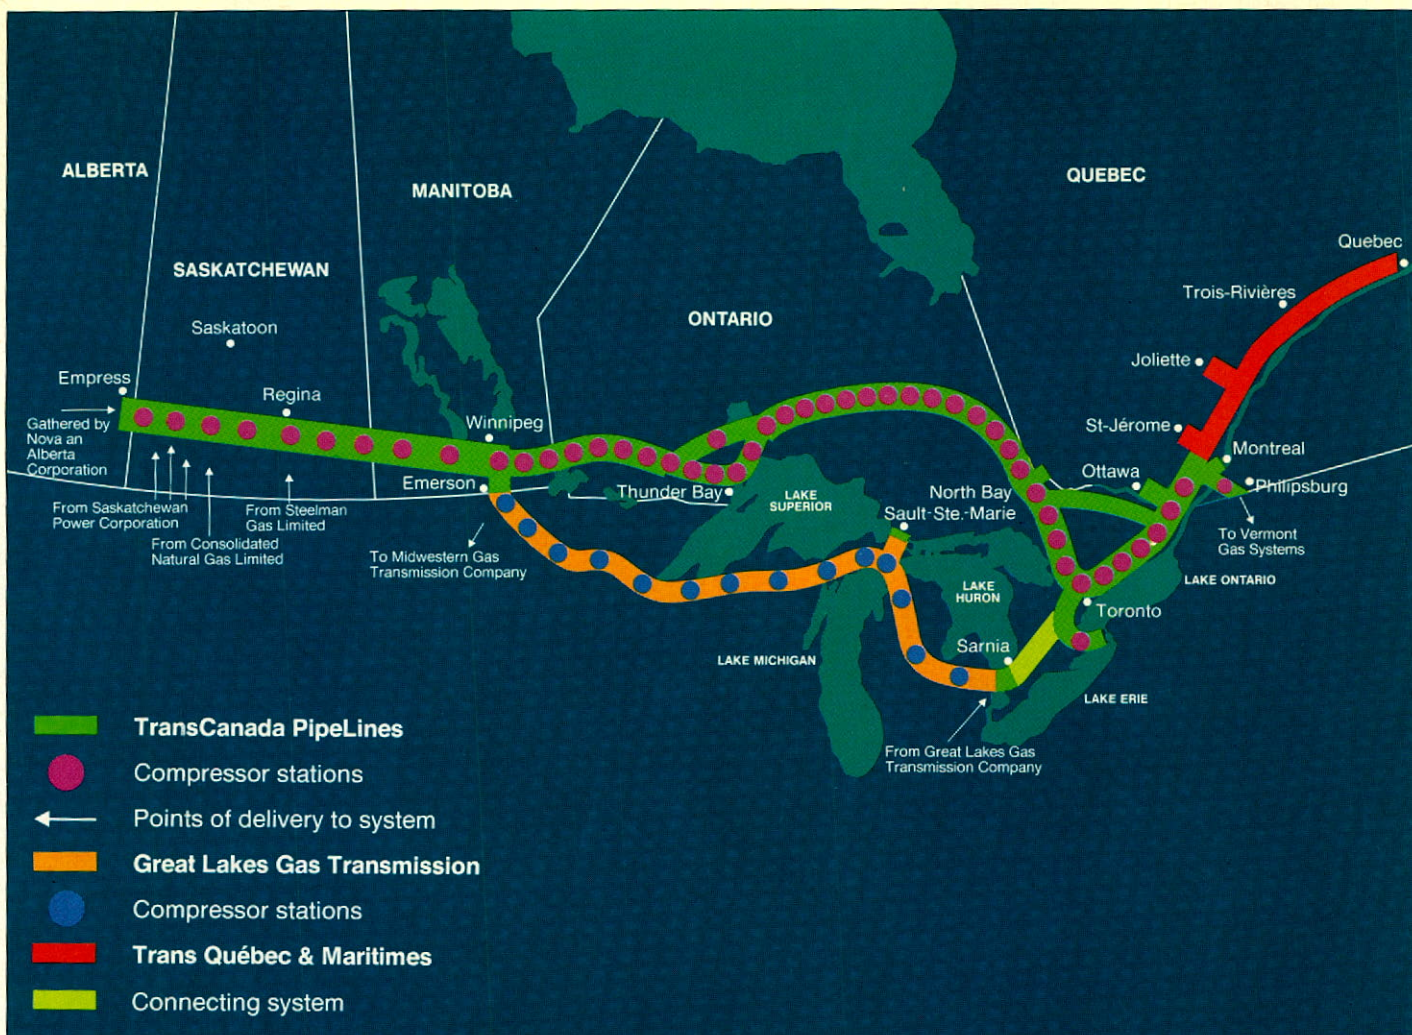 ALBERTA
MANITOBA
QUEBEC
Quebec
SASKATCHEWAN
Trois-Rivières
ONTARIO
Saskatoon
Joliette
Empress
Regina
Winnipeg
St-Jérome
Gathered by
Nova an
Alberta
Corporation
Montreal
Emerson
Ottawa
Philipsburg
Thunder Bay
LAKE
SUPERIOR
North Bay
Sault-Ste.-Marie
From Saskatchewan
Power Corporation
From Steelman
Gas Limited
From Consolidated
Natural Gas Limited
To Midwestern Gas
Transmission Company
To Vermont
Gas Systems
LAKE ONTARIO
LAKE
HURON
Toronto
Sarnia
LAKE MICHIGAN
LAKE ERIE
From Great Lakes Gas
Transmission Company
TransCanada PipeLines
Compressor stations
Points of delivery to system
Great Lakes Gas Transmission
Compressor stations
Trans Québec & Maritimes
Connecting system